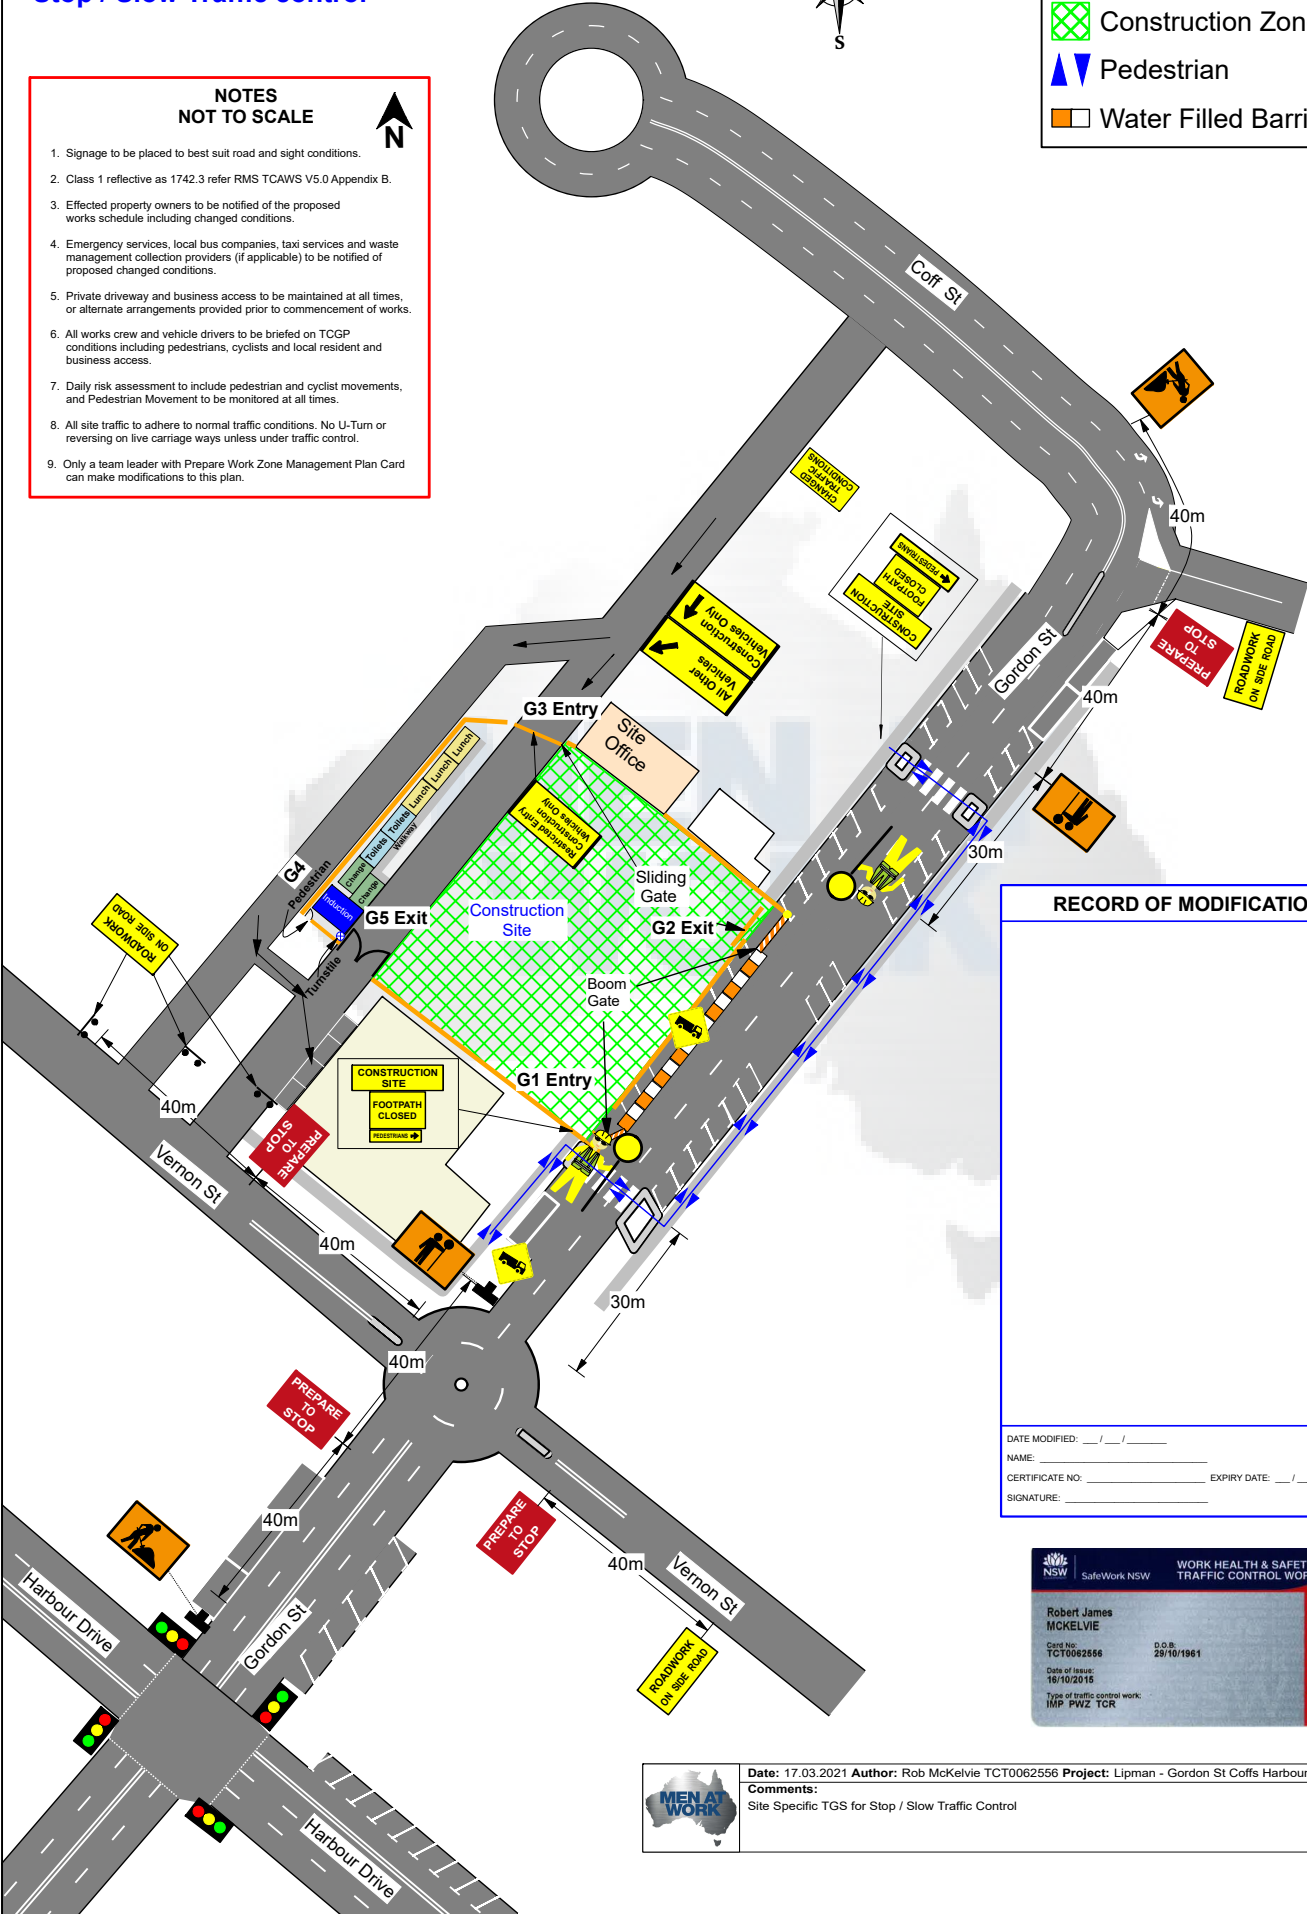 Stop / Slow Traffic control
S
Construction Zon
Pedestrian
Water Filled Barri
NOTES
NOT TO SCALE
N
1. Signage to be placed to best suit road and sight conditions.
2. Class 1 reflective as 1742.3 refer RMS TCAWS V5.0 Appendix B.
3. Effected property owners to be notified of the proposed
works schedule including changed conditions.
4. Emergency services, local bus companies, taxi services and waste
management collection providers (if applicable) to be notified of
proposed changed conditions.
5. Private driveway and business access to be maintained at all times,
or alternate arrangements provided prior to commencement of works.
6. All works crew and vehicle drivers to be briefed on TCGP
conditions including pedestrians, cyclists and local resident and
business access.
7. Daily risk assessment to include pedestrian and cyclist movements,
and Pedestrian Movement to be monitored at all times.
8. All site traffic to adhere to normal traffic conditions. No U-Turn or
reversing on live carriage ways unless under traffic control.
9. Only a team leader with Prepare Work Zone Management Plan Card
can make modifications to this plan.
Coff St
CHANGED
TRAFFIC
CONDITIONS
40m
CONSTRUCTION
SITE
FOOTPATH
CLOSED
PEDESTRIANS
PREPARE
TO
STOP
ROADWORK
ON SIDE ROAD
Gordon St
40m
Construction
Vehicles Only
All Other
Vehicles
G3 Entry
Site
Office
Restricted Entry
Construction
Vehicles Only
Lunch
Lunch
Lunch
Toilets
Toilets
Walkway
Change
Change
Induction
G4
Pedestrian
G5 Exit
Turnstile
Construction
Site
Sliding
Gate
G2 Exit
Boom
Gate
30m
G1 Entry
ROADWORK
ON SIDE ROAD
CONSTRUCTION
SITE
FOOTPATH
CLOSED
PEDESTRIANS
40m
PREPARE
TO
STOP
Vernon St
40m
30m
40m
PREPARE
TO
STOP
40m
PREPARE
TO
STOP
40m
Vernon St
ROADWORK
ON SIDE ROAD
Harbour Drive
Gordon St
Harbour Drive
RECORD OF MODIFICATIO
DATE MODIFIED: ___ / ___ / _______
NAME: ______________________________
CERTIFICATE NO: _____________________ EXPIRY DATE: ___ / __
SIGNATURE: _________________________
NSW
SafeWork NSW
WORK HEALTH & SAFET
TRAFFIC CONTROL WOR
Robert James
MCKELVIE
Card No:
TCT0062556
D.O.B:
29/10/1961
Date of Issue:
16/10/2015
Type of traffic control work:
IMP PWZ TCR
MEN AT
WORK
Date: 17.03.2021 Author: Rob McKelvie TCT0062556 Project: Lipman - Gordon St Coffs Harbour
Comments:
Site Specific TGS for Stop / Slow Traffic Control